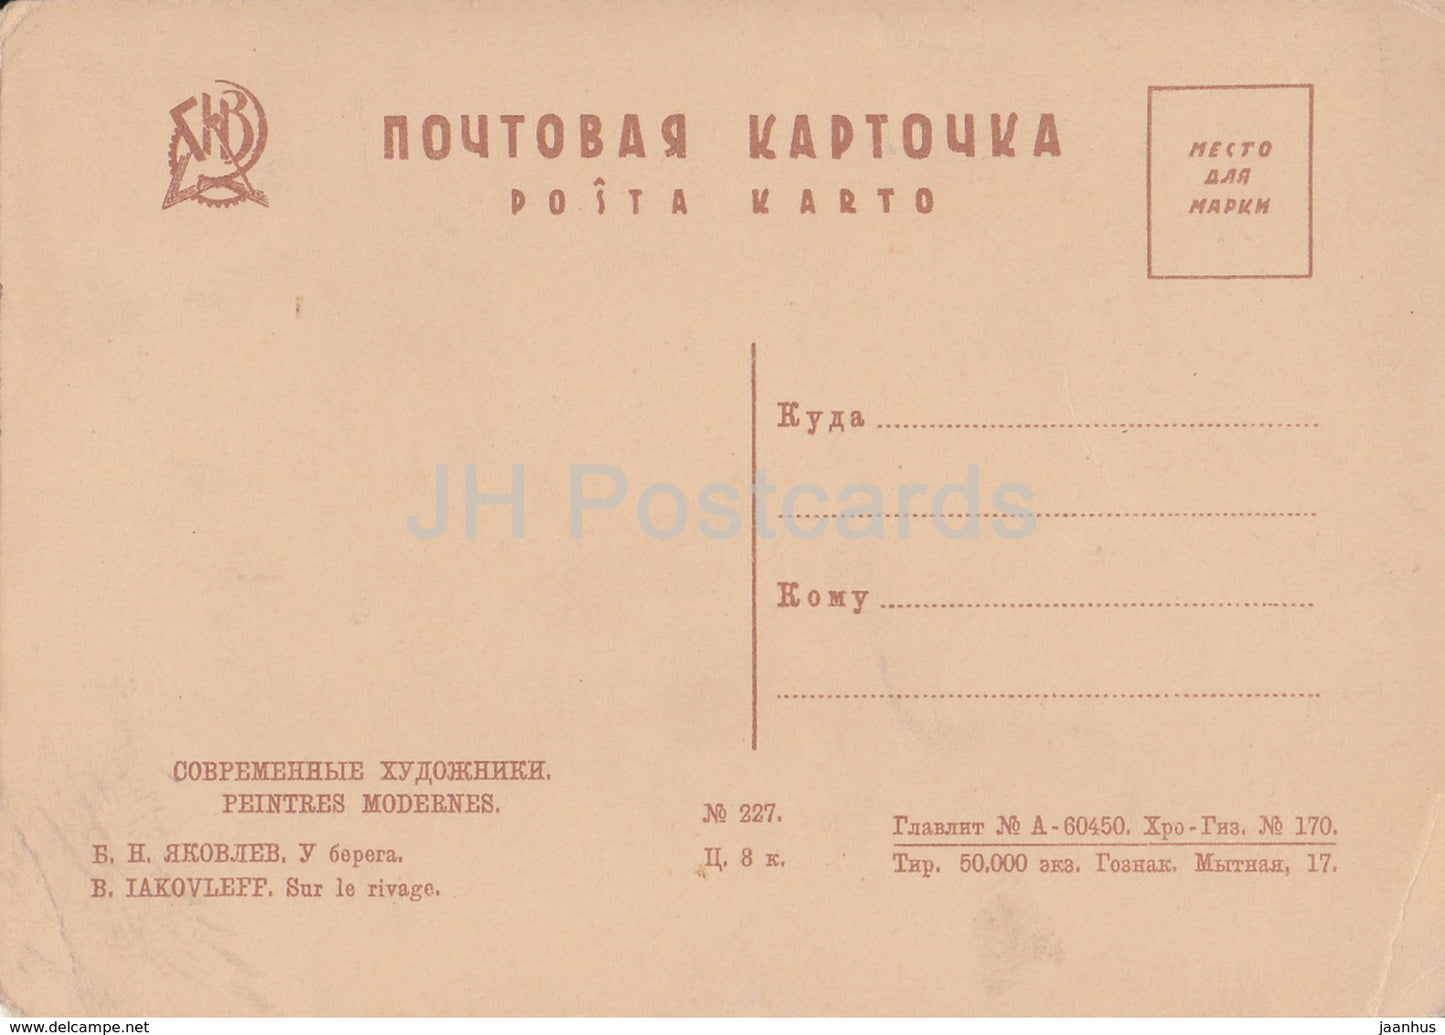 ПОЧТОВАЯ КАРТОЧКА
POŜTA KARTO
МЕСТО
ДЛЯ
МАРКИ
Куда
JH Postcards
Кому
СОВРЕМЕННЫЕ ХУДОЖНИКИ.
PEINTRES MODERNES.
Б. Н. ЯКОВЛЕВ. У берега.
B. IAKOVLEFF. Sur le rivage.
№ 227.
Ц. 8 к.
Главлит № А-60450. Хро-Гиз. № 170.
Тир. 50.000 экз. Гознак. Мытная, 17.
www.delcampe.net
jaanhus